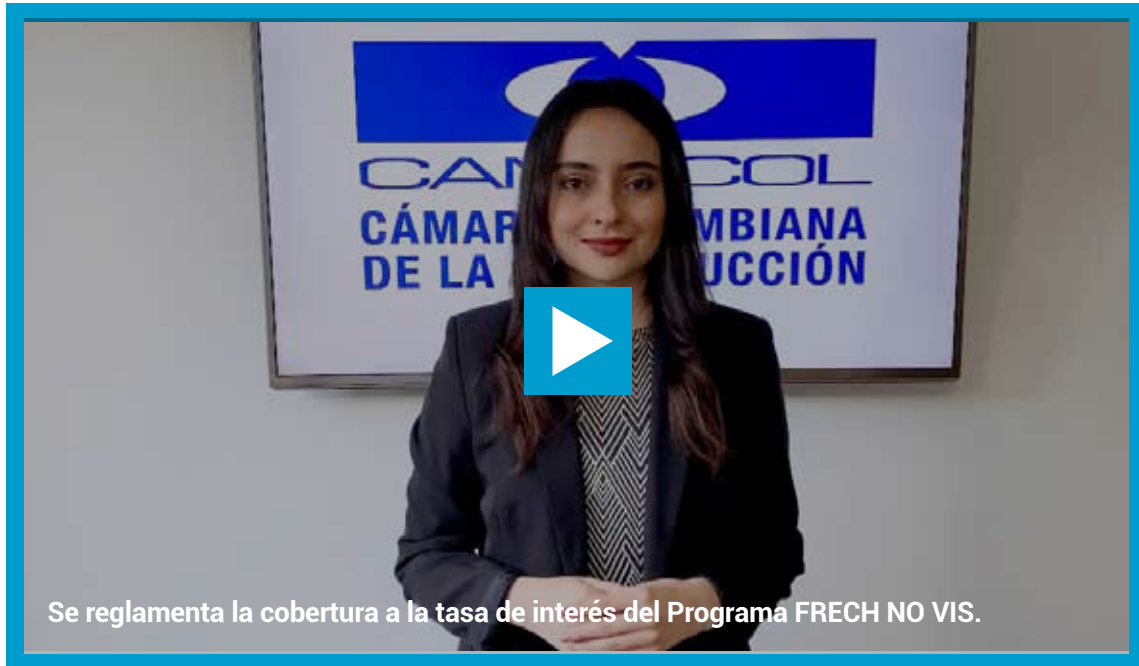 CAM COL
CÁMAR MBIANA
DE LA UCCIÓN
Se reglamenta la cobertura a la tasa de interés del Programa FRECH NO VIS.